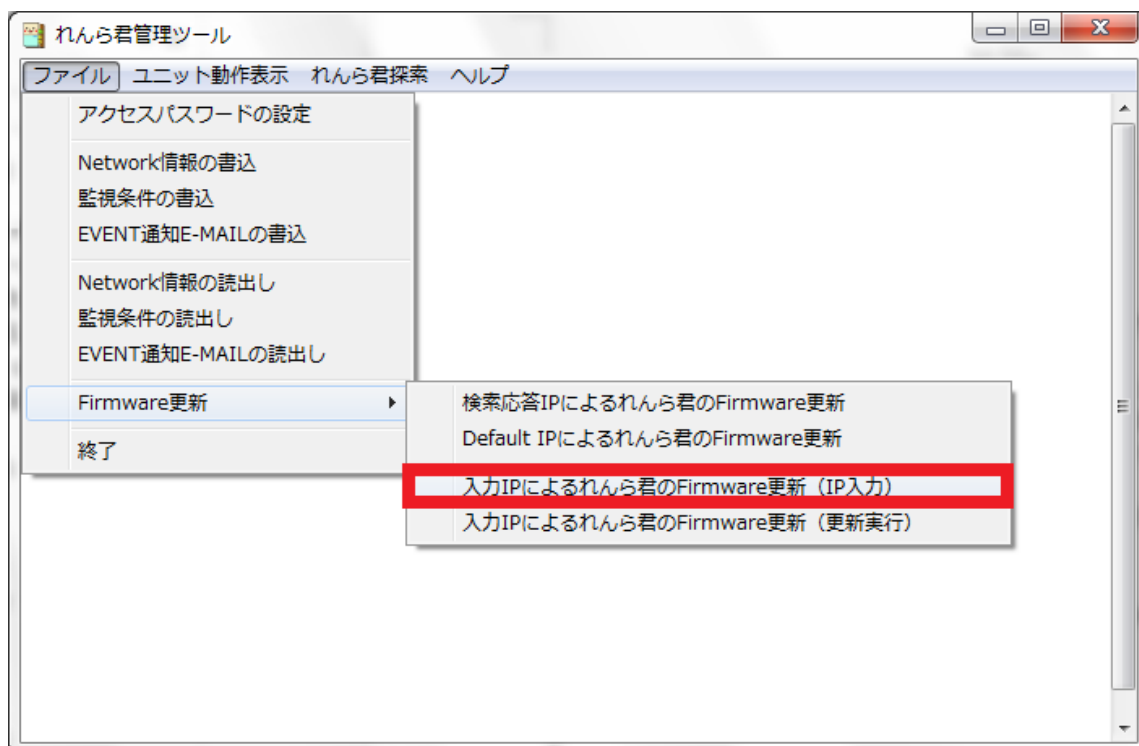 れんら君管理ツール
ファイル ユニット動作表示 れんら君探索 ヘルプ
アクセスパスワードの設定
Network情報の書込
監視条件の書込
EVENT通知E-MAILの書込
Network情報の読出し
監視条件の読出し
EVENT通知E-MAILの読出し
Firmware更新
終了
検索応答IPによるれんら君のFirmware更新
Default IPによるれんら君のFirmware更新
入力IPによるれんら君のFirmware更新（IP入力）
入力IPによるれんら君のFirmware更新（更新実行）